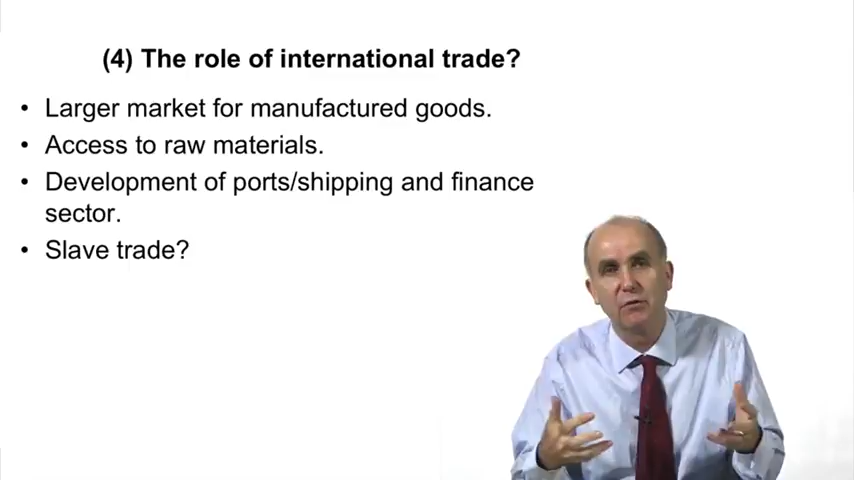 (4) The role of international trade?
• Larger market for manufactured goods.
• Access to raw materials.
• Development of ports/shipping and finance
sector.
• Slave trade?